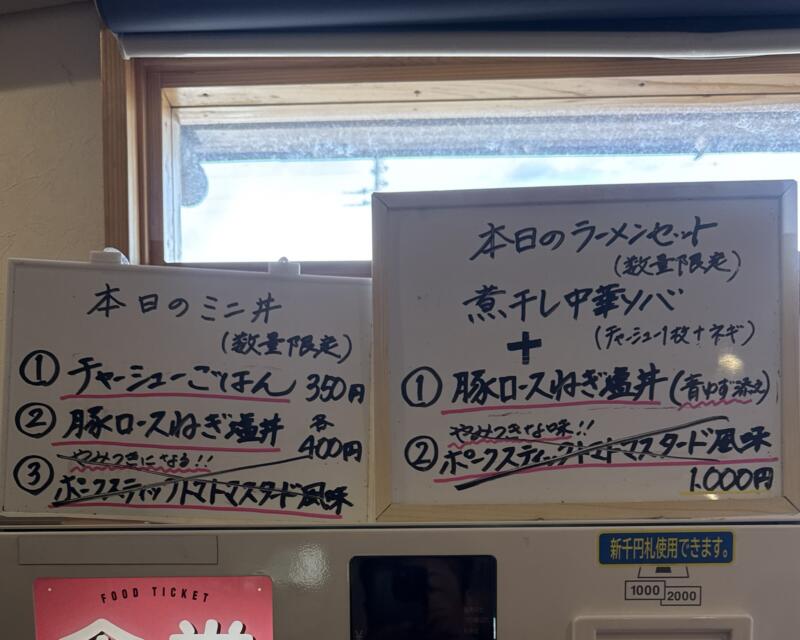 本日のミニ丼
(数量限定)
① チャーシューごはん 350円
② 豚ロースねぎ塩丼 各
400円
やみつきになる!!
③ ポークスティックトマトマスタード風味
本日のラーメンセット
(数量限定)
煮干し中華ソバ
(チャーシュー1枚+ネギ)
+
① 豚ロースねぎ塩丼(青ゆず添え)
やみつきな味!!
② ポークスティックトマトマスタード風味
1.000円
新千円札使用できます。
1000
2000
FOOD TICKET